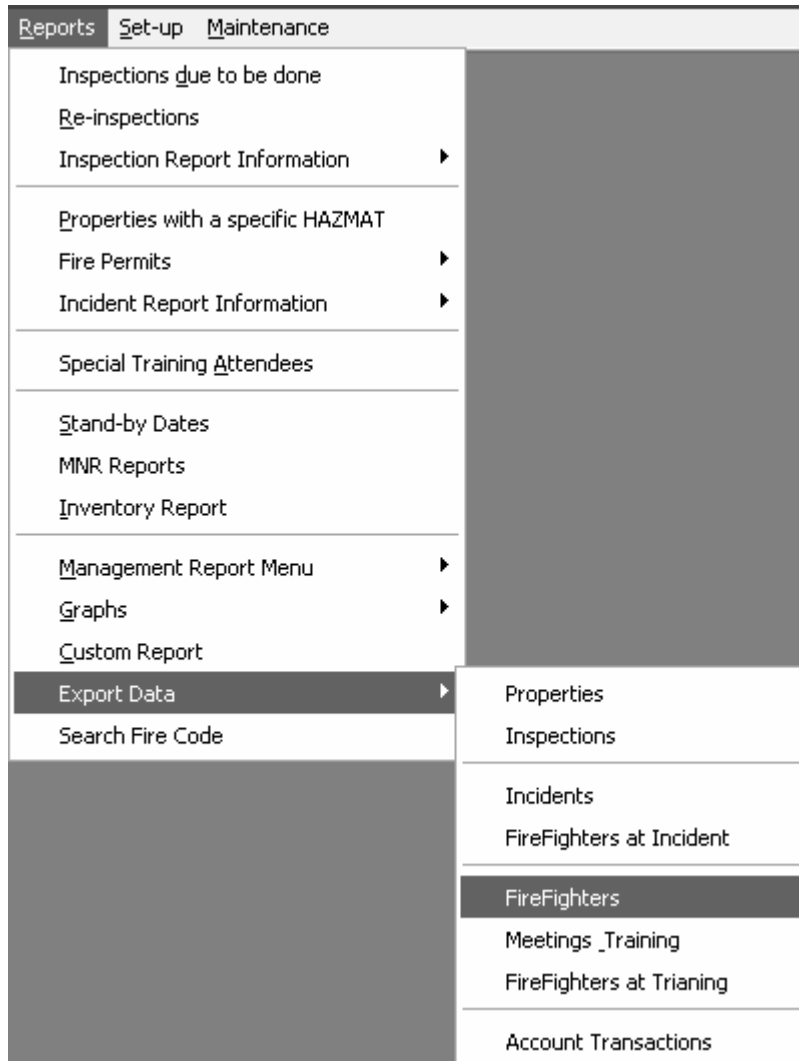 Reports Set-up Maintenance
Inspections due to be done
Re-inspections
Inspection Report Information
Properties with a specific HAZMAT
Fire Permits
Incident Report Information
Special Training Attendees
Stand-by Dates
MNR Reports
Inventory Report
Management Report Menu
Graphs
Custom Report
Export Data
Search Fire Code
Properties
Inspections
Incidents
FireFighters at Incident
FireFighters
Meetings _Training
FireFighters at Trianing
Account Transactions